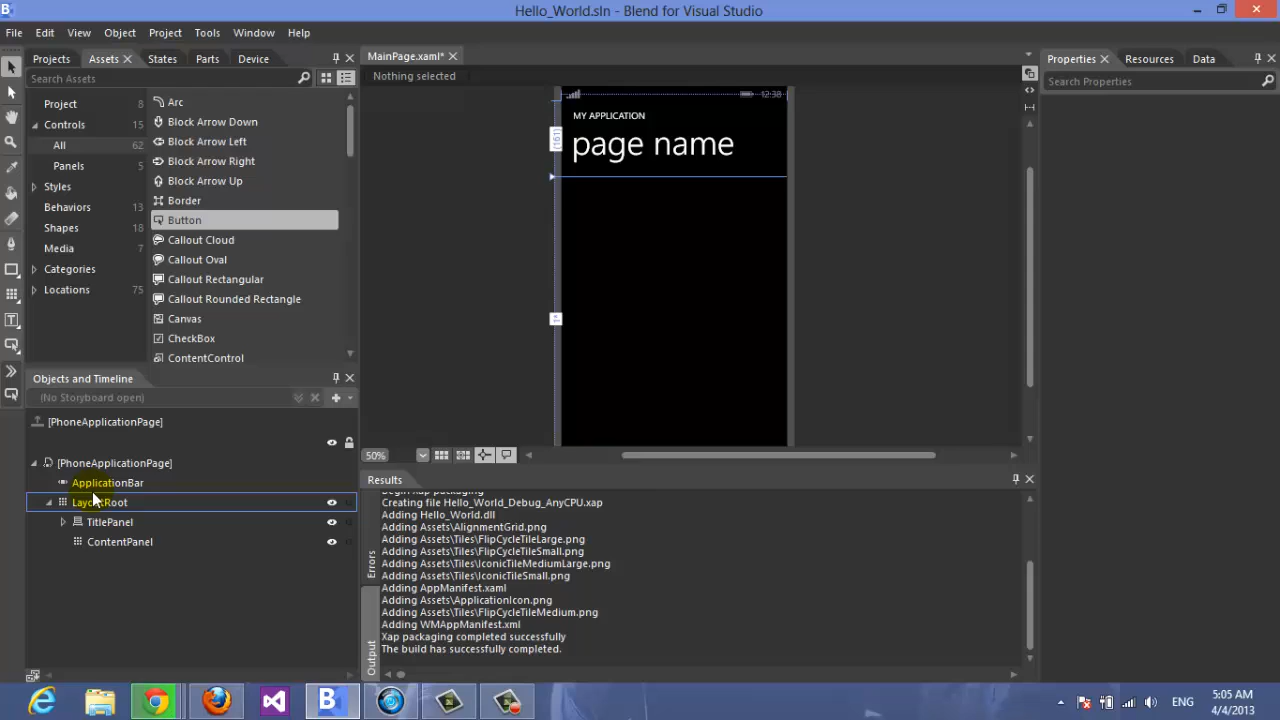 Hello_World.sln - Blend for Visual Studio
File Edit View Object Project Tools Window Help
Projects Assets States Parts Device
MainPage.xaml*
Properties Resources Data
Nothing selected
Search Assets
Search Properties
Project 8
Controls 15
All 62
Panels 5
Styles
Behaviors 13
Shapes 18
Media 7
Categories
Locations 75
Arc
Block Arrow Down
Block Arrow Left
Block Arrow Right
Block Arrow Up
Border
Button
Callout Cloud
Callout Oval
Callout Rectangular
Callout Rounded Rectangle
Canvas
CheckBox
ContentControl
12:38
MY APPLICATION
page name
(161)
1*
50%
Objects and Timeline
(No Storyboard open)
[PhoneApplicationPage]
[PhoneApplicationPage]
ApplicationBar
LayoutRoot
TitlePanel
ContentPanel
Results
Errors
Output
Begin Xap packaging
Creating file Hello_World_Debug_AnyCPU.xap
Adding Hello_World.dll
Adding Assets\AlignmentGrid.png
Adding Assets\Tiles\FlipCycleTileLarge.png
Adding Assets\Tiles\FlipCycleTileSmall.png
Adding Assets\Tiles\IconicTileMediumLarge.png
Adding Assets\Tiles\IconicTileSmall.png
Adding AppManifest.xaml
Adding Assets\ApplicationIcon.png
Adding Assets\Tiles\FlipCycleTileMedium.png
Adding WMAppManifest.xml
Xap packaging completed successfully
The build has successfully completed.
ENG
5:05 AM
4/4/2013